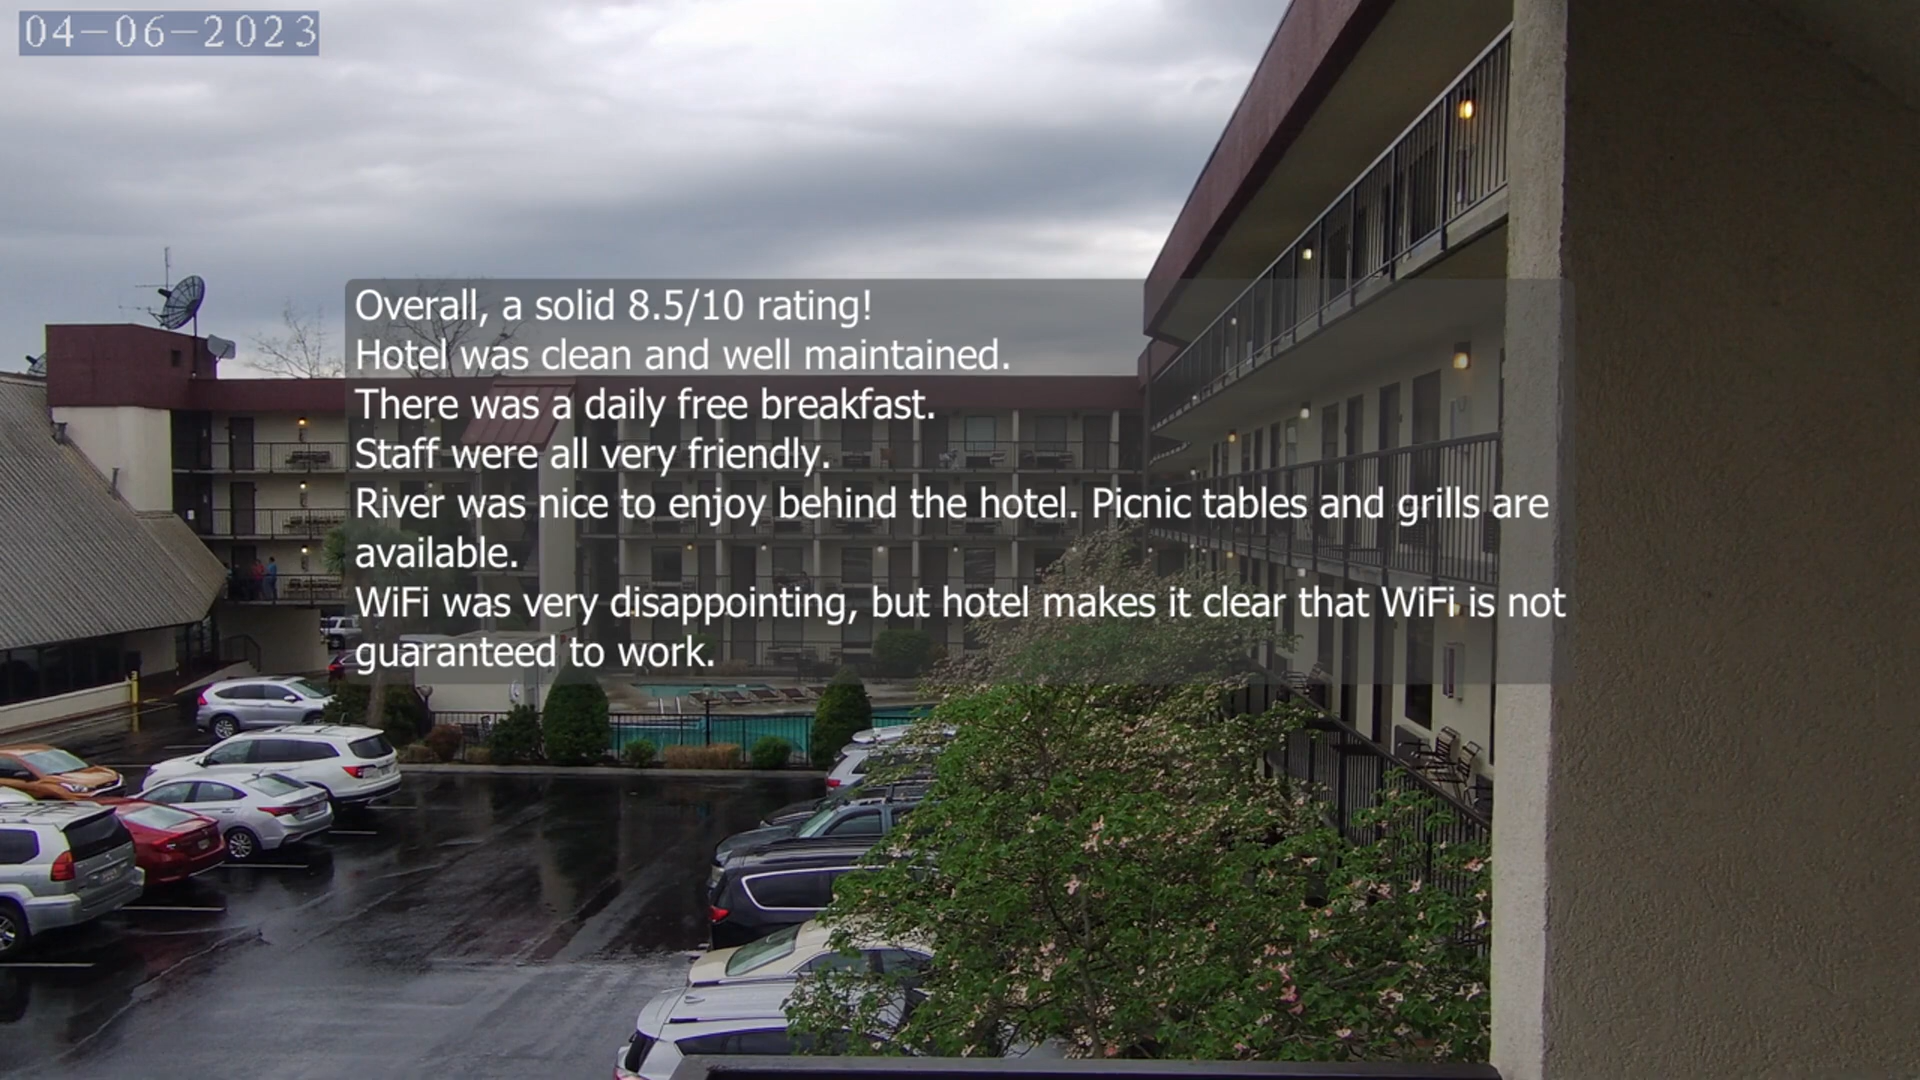 04-06-2023
Overall, a solid 8.5/10 rating!
Hotel was clean and well maintained.
There was a daily free breakfast.
Staff were all very friendly.
River was nice to enjoy behind the hotel. Picnic tables and grills are
available.
WiFi was very disappointing, but hotel makes it clear that WiFi is not
guaranteed to work.